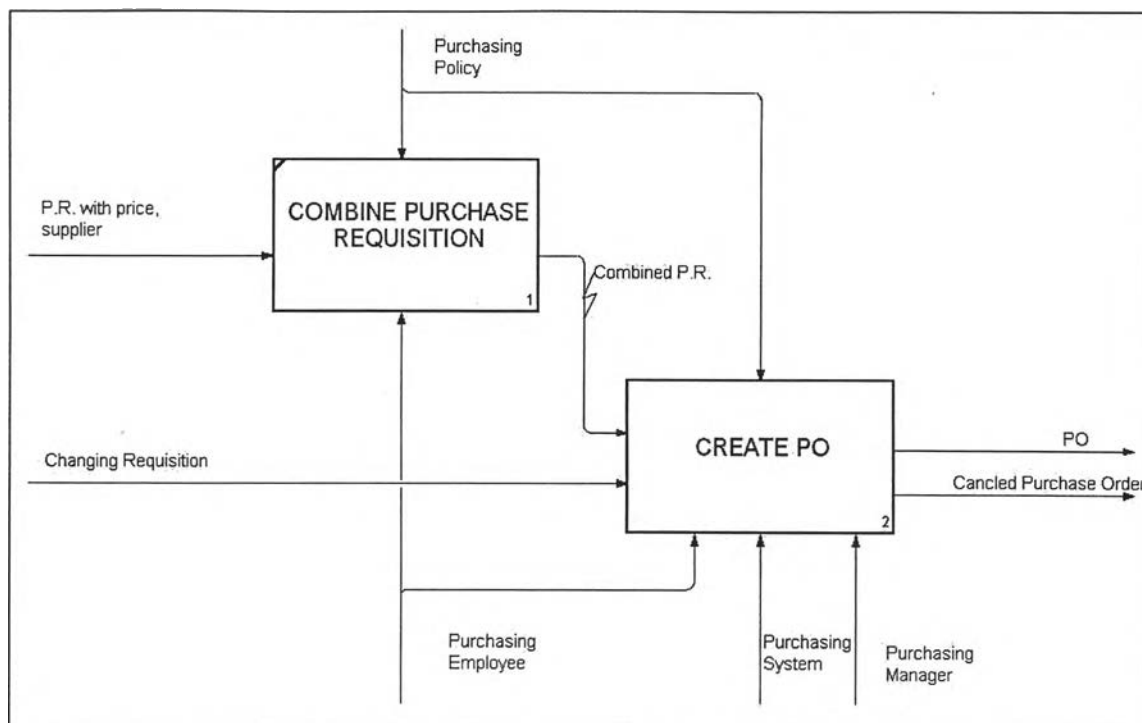 Purchasing
Policy
COMBINE PURCHASE
REQUISITION
1
P.R. with price,
supplier
Combined P.R.
CREATE PO
2
Changing Requisition
PO
Cancled Purchase Order
Purchasing
Employee
Purchasing
System
Purchasing
Manager